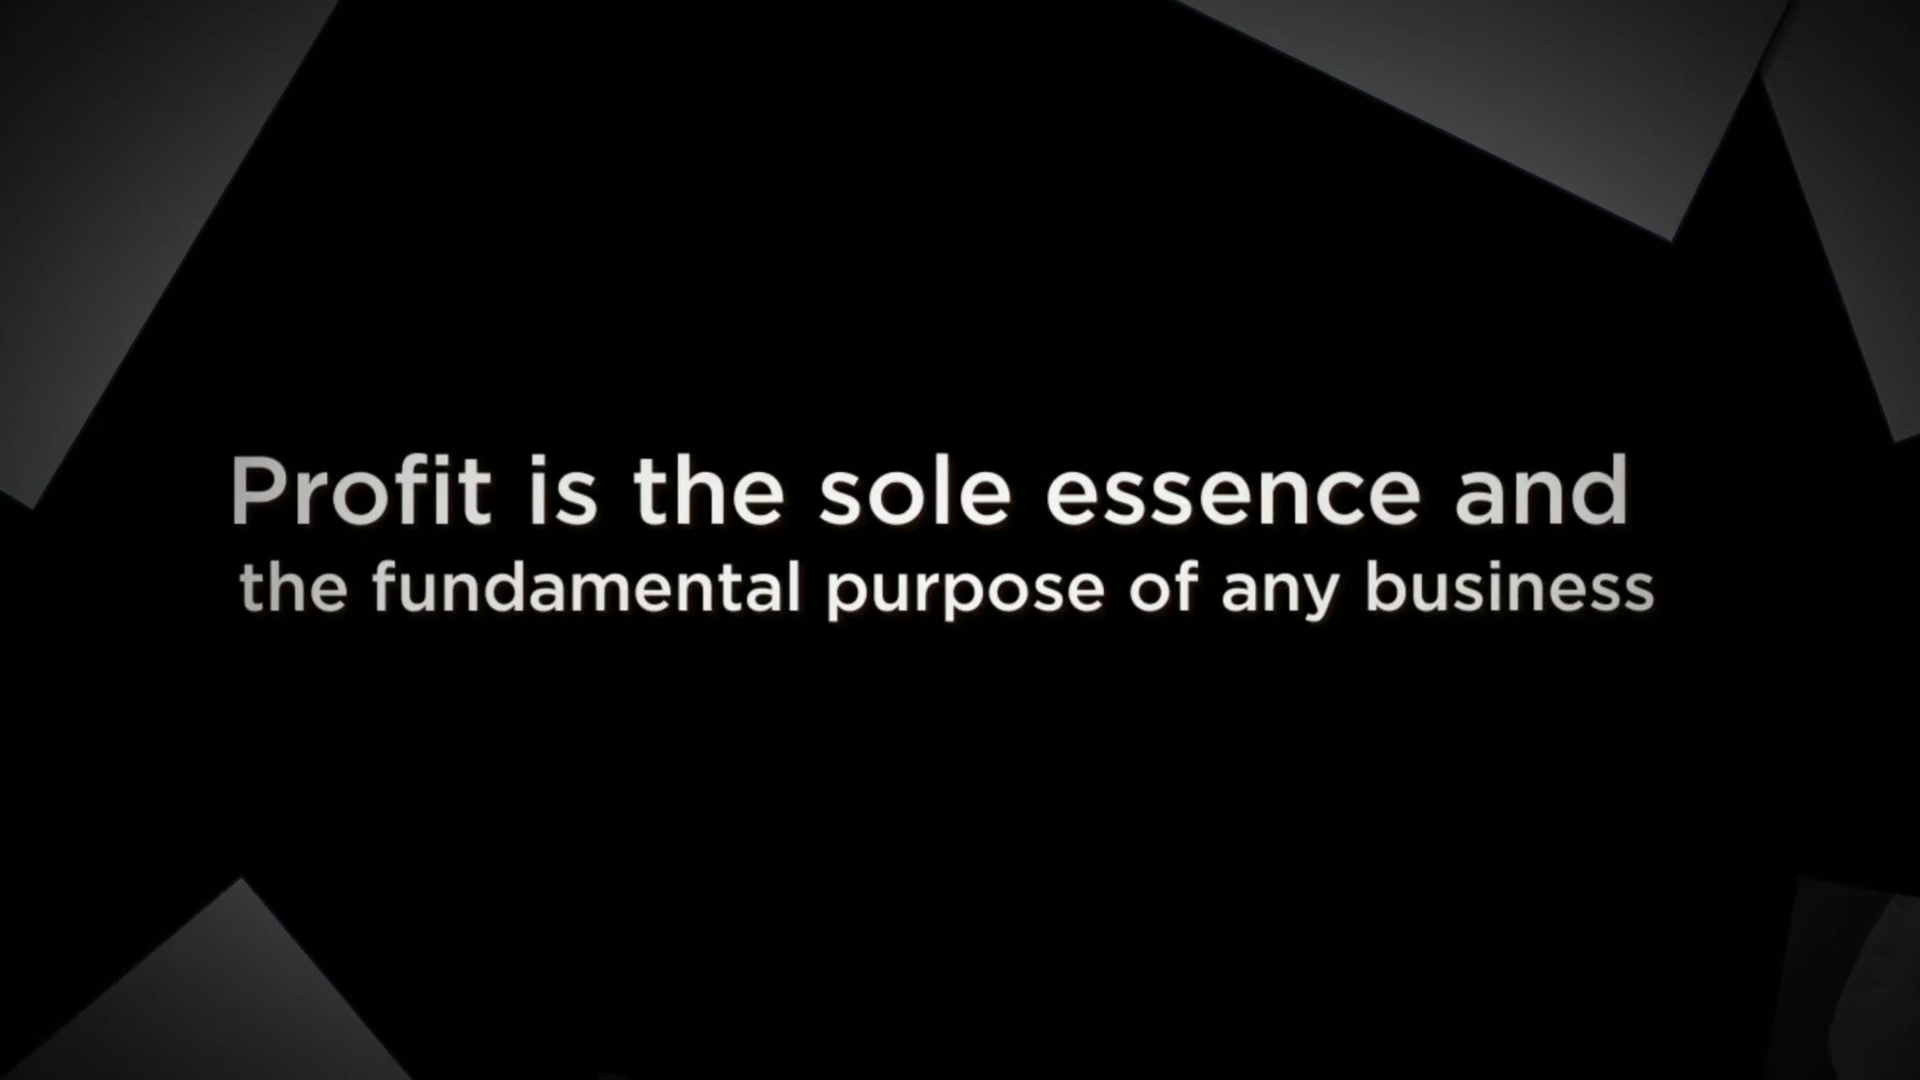 Profit is the sole essence and
the fundamental purpose of any business